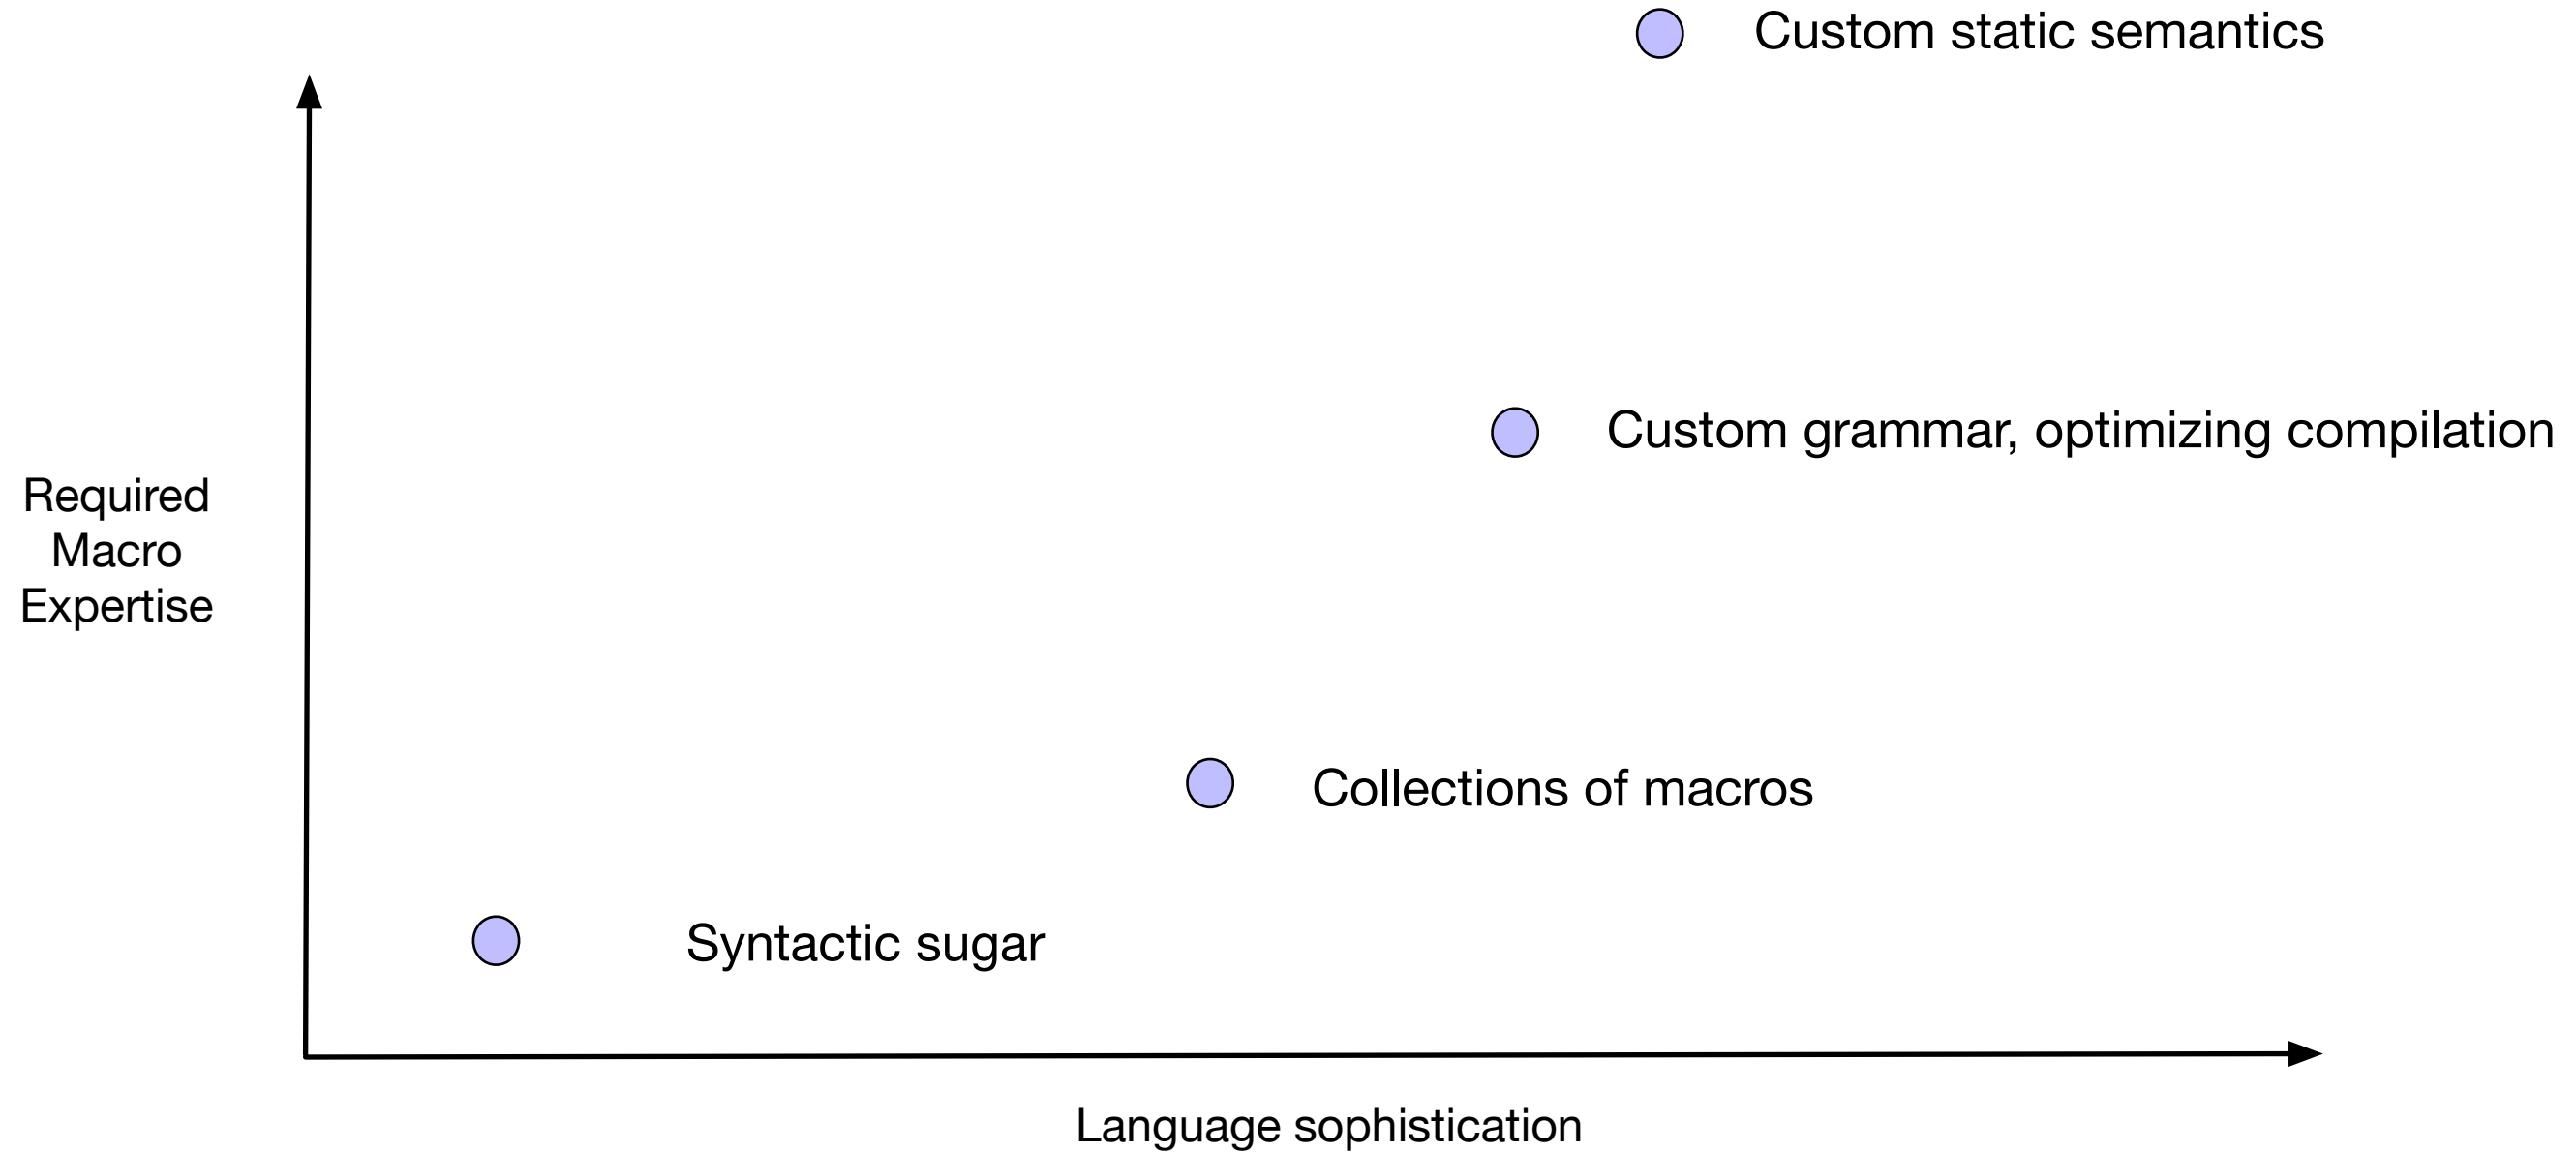 Custom static semantics
Custom grammar, optimizing compilation
Required
Macro
Expertise
Collections of macros
Syntactic sugar
Language sophistication